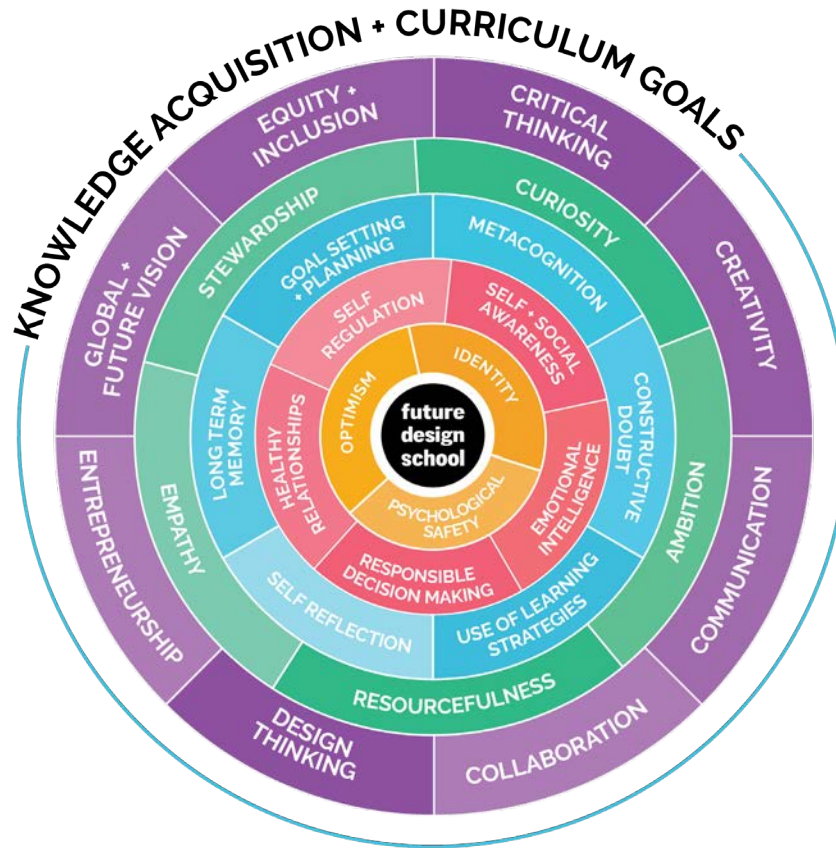 KNOWLEDGE ACQUISITION + CURRICULUM GOALS
EQUITY +
INCLUSION
CRITICAL
THINKING
CREATIVITY
COMMUNICATION
COLLABORATION
DESIGN
THINKING
ENTREPRENEURSHIP
GLOBAL +
FUTURE VISION
STEWARDSHIP
CURIOSITY
AMBITION
RESOURCEFULNESS
EMPATHY
GOAL SETTING
+ PLANNING
METACOGNITION
CONSTRUCTIVE
DOUBT
USE OF LEARNING
STRATEGIES
SELF REFLECTION
LONG TERM
MEMORY
SELF
REGULATION
SELF + SOCIAL
AWARENESS
EMOTIONAL
INTELLIGENCE
RESPONSIBLE
DECISION MAKING
HEALTHY
RELATIONSHIPS
OPTIMISM
IDENTITY
PSYCHOLOGICAL
SAFETY
future
design
school